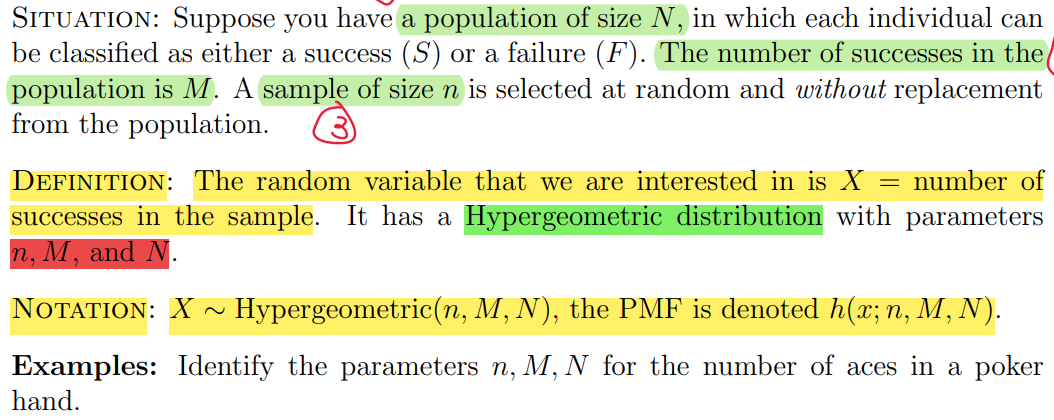 SITUATION: Suppose you have a population of size N, in which each individual can
be classified as either a success (S) or a failure (F). The number of successes in the
population is M. A sample of size n is selected at random and without replacement
from the population.
3
DEFINITION: The random variable that we are interested in is X = number of
successes in the sample. It has a Hypergeometric distribution with parameters
n, M, and N.
NOTATION: X ∼ Hypergeometric(n, M, N), the PMF is denoted h(x; n, M, N).
Examples: Identify the parameters n, M, N for the number of aces in a poker
hand.